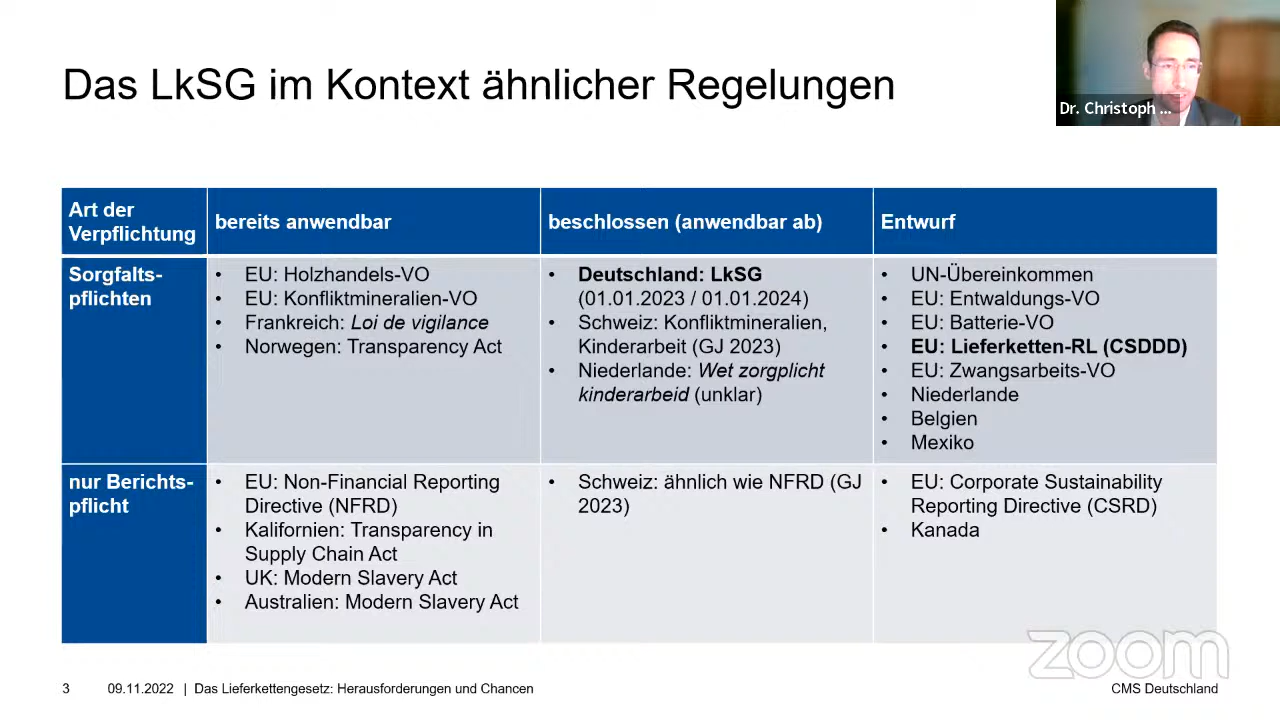 Das LkSG im Kontext ähnlicher Regelungen
Dr. Christoph ...
Art der
Verpflichtung
bereits anwendbar
beschlossen (anwendbar ab)
Entwurf
Sorgfalts-
pflichten
• EU: Holzhandels-VO
• EU: Konfliktmineralien-VO
• Frankreich: Loi de vigilance
• Norwegen: Transparency Act
• Deutschland: LkSG
(01.01.2023 / 01.01.2024)
• Schweiz: Konfliktmineralien,
Kinderarbeit (GJ 2023)
• Niederlande: Wet zorgplicht
kinderarbeid (unklar)
• UN-Übereinkommen
• EU: Entwaldungs-VO
• EU: Batterie-VO
• EU: Lieferketten-RL (CSDDD)
• EU: Zwangsarbeits-VO
• Niederlande
• Belgien
• Mexiko
nur Berichts-
pflicht
• EU: Non-Financial Reporting
Directive (NFRD)
• Kalifornien: Transparency in
Supply Chain Act
• UK: Modern Slavery Act
• Australien: Modern Slavery Act
• Schweiz: ähnlich wie NFRD (GJ
2023)
• EU: Corporate Sustainability
Reporting Directive (CSRD)
• Kanada
zoom
3 09.11.2022 | Das Lieferkettengesetz: Herausforderungen und Chancen
CMS Deutschland